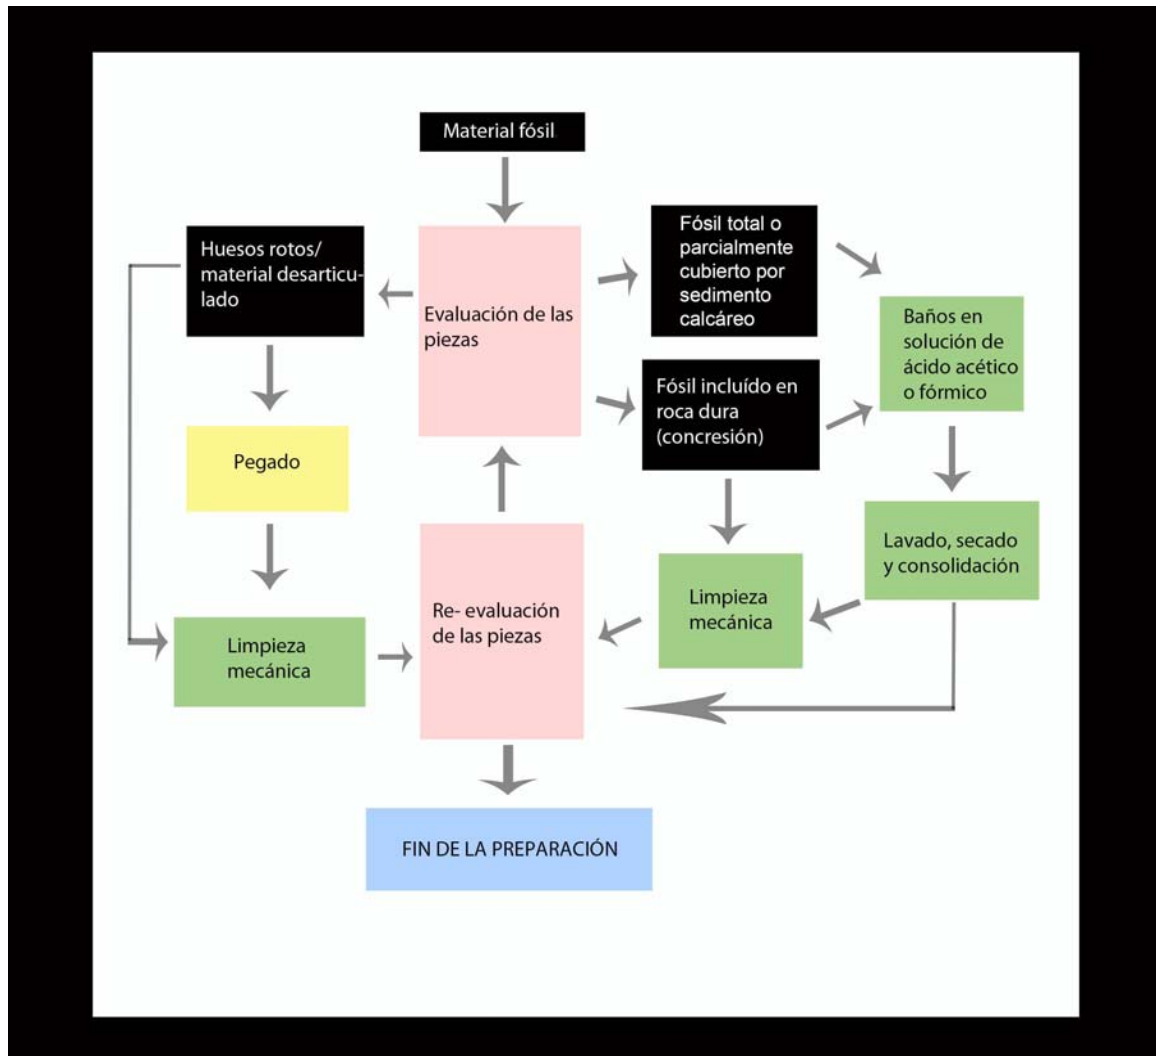 Material fósil
Huesos rotos/
material desarticu-
lado
Evaluación de las
piezas
Fósil total o
parcialmente
cubierto por
sedimento
calcáreo
Baños en
solución de
ácido acético
o fórmico
Fósil incluído en
roca dura
(concresión)
Pegado
Lavado, secado
y consolidación
Limpieza
mecánica
Re- evaluación
de las piezas
Limpieza
mecánica
FIN DE LA PREPARACIÓN